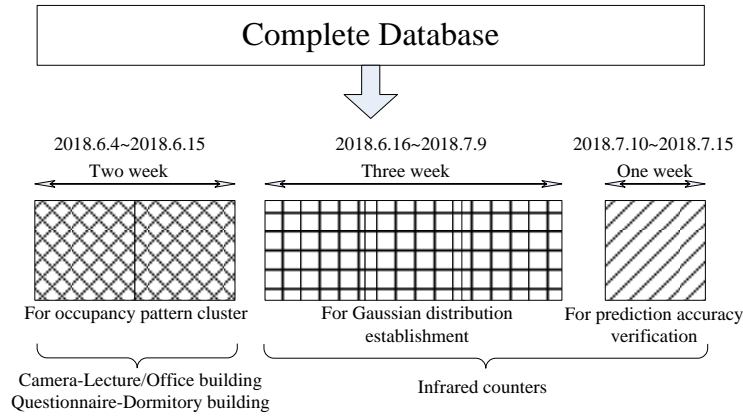 Complete Database
2018.6.4~2018.6.15
2018.6.16~2018.7.9
2018.7.10~2018.7.15
Two week
Three week
One week
For occupancy pattern cluster
For Gaussian distribution
establishment
For prediction accuracy
verification
Camera-Lecture/Office building
Questionnaire-Dormitory building
Infrared counters